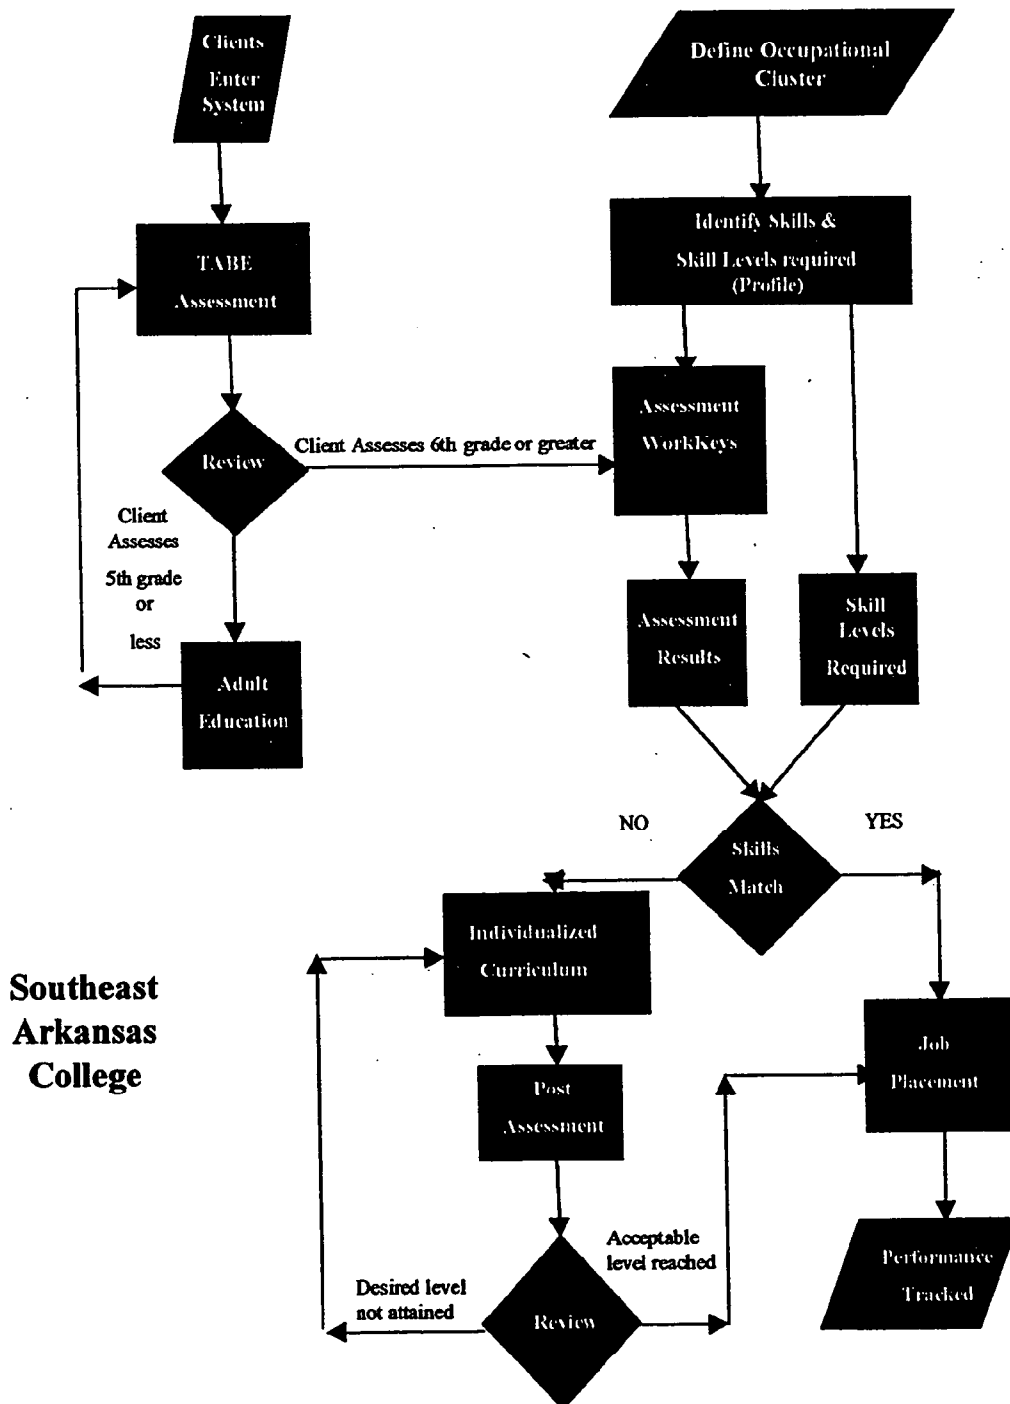 Clients
Enter
System
Define Occupational
Cluster
TABE
Assessment
Identify Skills &
Skill Levels required
(Profile)
Review
Client Assesses 6th grade or greater
Assessment
WorkKeys
Client
Assesses
5th grade
or
less
Adult
Education
Assessment
Results
Skill
Levels
Required
NO
YES
Skills
Match
Individualized
Curriculum
Southeast
Arkansas
College
Post
Assessment
Job
Placement
Acceptable
level reached
Desired level
not attained
Review
Performance
Tracked